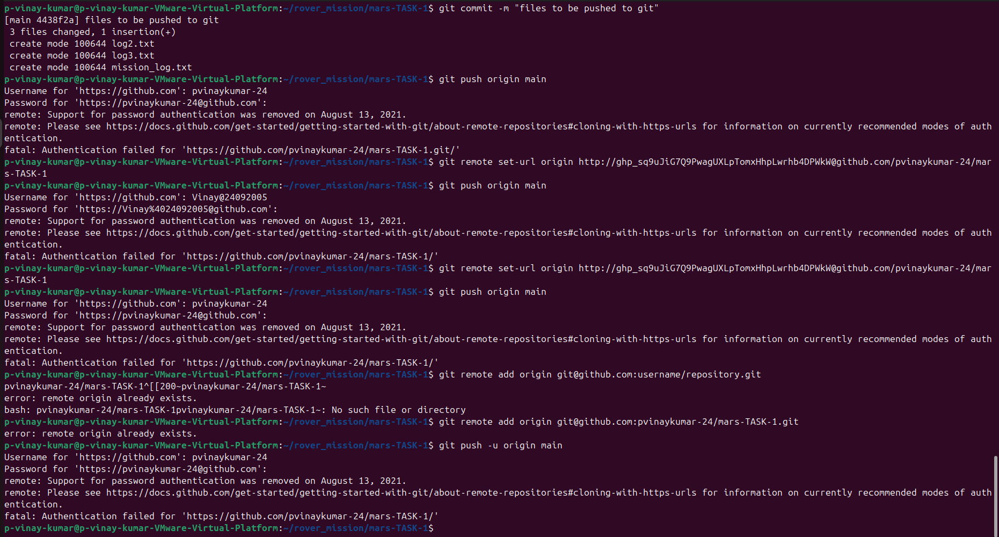 p-vinay-kumar@p-vinay-kumar-VMware-Virtual-Platform:~/rover_mission/mars-TASK-1$ git commit -m "files to be pushed to git"
[main 4438f2a] files to be pushed to git
 3 files changed, 1 insertion(+)
 create mode 100644 log2.txt
 create mode 100644 log3.txt
 create mode 100644 mission_log.txt
p-vinay-kumar@p-vinay-kumar-VMware-Virtual-Platform:~/rover_mission/mars-TASK-1$ git push origin main
Username for 'https://github.com': pvinaykumar-24
Password for 'https://pvinaykumar-24@github.com':
remote: Support for password authentication was removed on August 13, 2021.
remote: Please see https://docs.github.com/get-started/getting-started-with-git/about-remote-repositories#cloning-with-https-urls for information on currently recommended modes of auth
entication.
fatal: Authentication failed for 'https://github.com/pvinaykumar-24/mars-TASK-1.git/'
p-vinay-kumar@p-vinay-kumar-VMware-Virtual-Platform:~/rover_mission/mars-TASK-1$ git remote set-url origin http://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@github.com/pvinaykumar-24/mar
s-TASK-1
p-vinay-kumar@p-vinay-kumar-VMware-Virtual-Platform:~/rover_mission/mars-TASK-1$ git push origin main
Username for 'https://github.com': Vinay@24092005
Password for 'https://Vinay%4024092005@github.com':
remote: Support for password authentication was removed on August 13, 2021.
remote: Please see https://docs.github.com/get-started/getting-started-with-git/about-remote-repositories#cloning-with-https-urls for information on currently recommended modes of auth
entication.
fatal: Authentication failed for 'https://github.com/pvinaykumar-24/mars-TASK-1/'
p-vinay-kumar@p-vinay-kumar-VMware-Virtual-Platform:~/rover_mission/mars-TASK-1$ git remote set-url origin http://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@github.com/pvinaykumar-24/mar
s-TASK-1
p-vinay-kumar@p-vinay-kumar-VMware-Virtual-Platform:~/rover_mission/mars-TASK-1$ git push origin main
Username for 'https://github.com': pvinaykumar-24
Password for 'https://pvinaykumar-24@github.com':
remote: Support for password authentication was removed on August 13, 2021.
remote: Please see https://docs.github.com/get-started/getting-started-with-git/about-remote-repositories#cloning-with-https-urls for information on currently recommended modes of auth
entication.
fatal: Authentication failed for 'https://github.com/pvinaykumar-24/mars-TASK-1/'
p-vinay-kumar@p-vinay-kumar-VMware-Virtual-Platform:~/rover_mission/mars-TASK-1$ git remote add origin git@github.com:username/repository.git
pvinaykumar-24/mars-TASK-1^[[200~pvinaykumar-24/mars-TASK-1~
error: remote origin already exists.
bash: pvinaykumar-24/mars-TASK-1pvinaykumar-24/mars-TASK-1~: No such file or directory
p-vinay-kumar@p-vinay-kumar-VMware-Virtual-Platform:~/rover_mission/mars-TASK-1$ git remote add origin git@github.com:pvinaykumar-24/mars-TASK-1.git
error: remote origin already exists.
p-vinay-kumar@p-vinay-kumar-VMware-Virtual-Platform:~/rover_mission/mars-TASK-1$ git push -u origin main
Username for 'https://github.com': pvinaykumar-24
Password for 'https://pvinaykumar-24@github.com':
remote: Support for password authentication was removed on August 13, 2021.
remote: Please see https://docs.github.com/get-started/getting-started-with-git/about-remote-repositories#cloning-with-https-urls for information on currently recommended modes of auth
entication.
fatal: Authentication failed for 'https://github.com/pvinaykumar-24/mars-TASK-1/'
p-vinay-kumar@p-vinay-kumar-VMware-Virtual-Platform:~/rover_mission/mars-TASK-1$